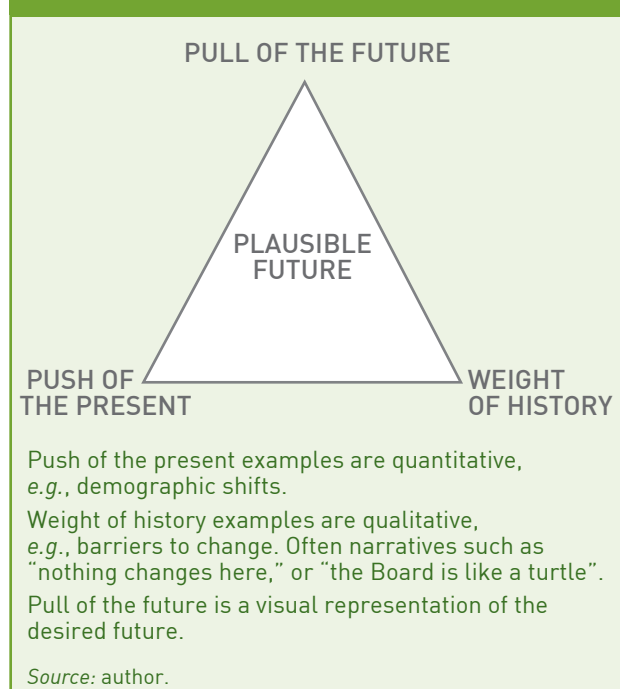 PULL OF THE FUTURE
PLAUSIBLE
FUTURE
PUSH OF
THE PRESENT
WEIGHT
OF HISTORY
Push of the present examples are quantitative,
e.g., demographic shifts.
Weight of history examples are qualitative,
e.g., barriers to change. Often narratives such as
“nothing changes here,” or “the Board is like a turtle”.
Pull of the future is a visual representation of the
desired future.
Source: author.